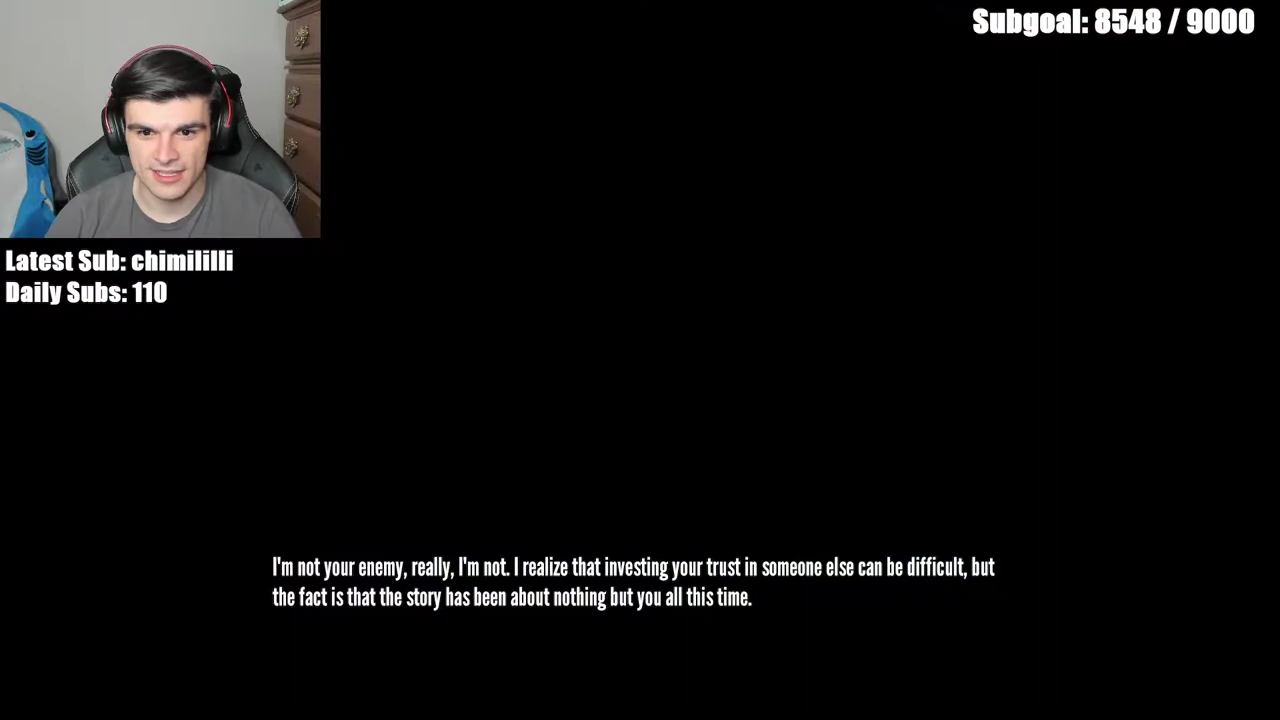 Subgoal: 8548 / 9000
Latest Sub: chimililli
Daily Subs: 110
I'm not your enemy, really, I'm not. I realize that investing your trust in someone else can be difficult, but
the fact is that the story has been about nothing but you all this time.